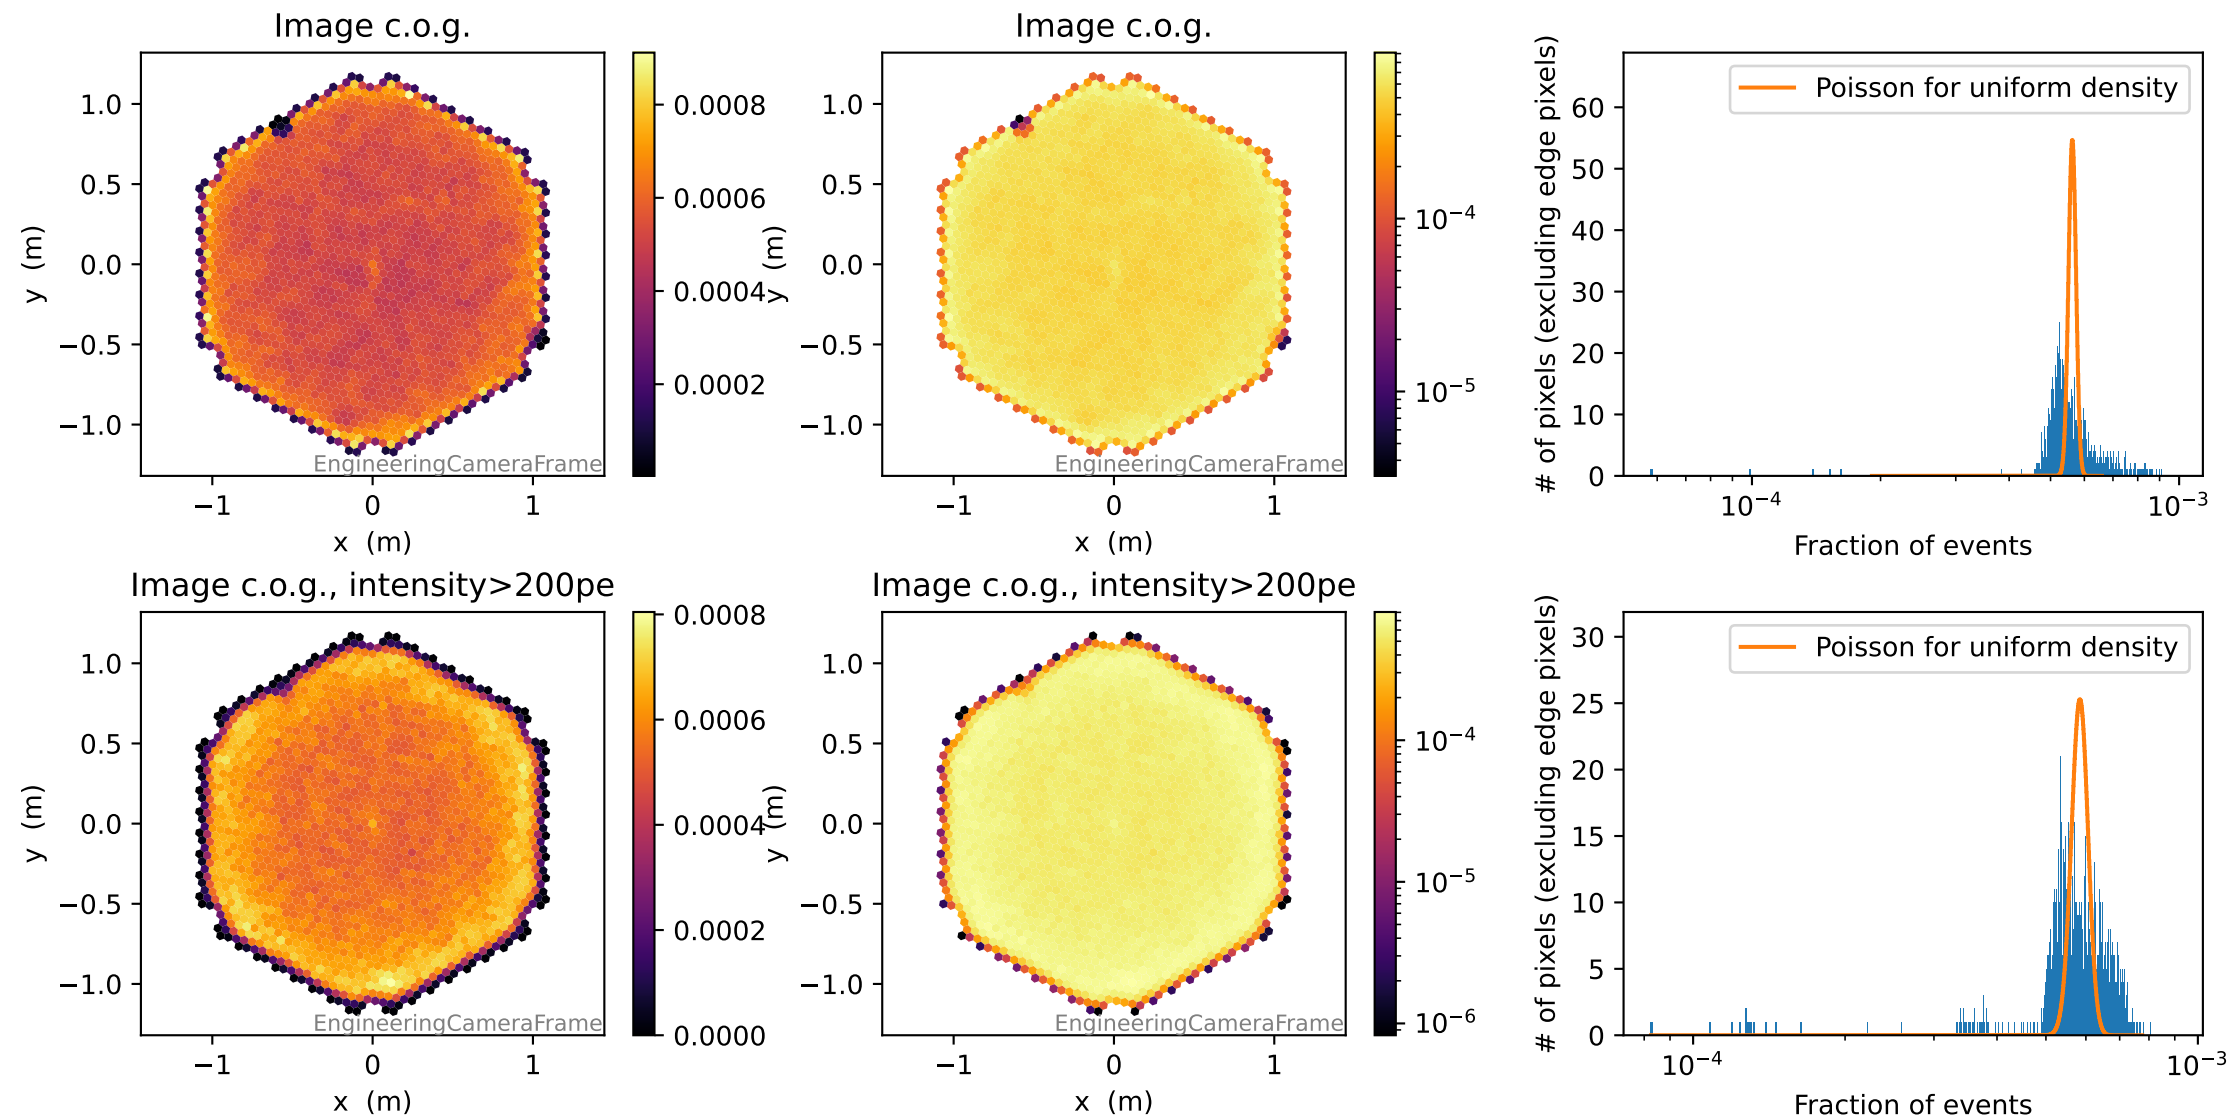 Image c.o.g.
1.0
0.5
0.0
−0.5
−1.0
y (m)
−1
0
1
x (m)
EngineeringCameraFrame
0.0008
0.0006
0.0004
0.0002
Image c.o.g.
1.0
0.5
0.0
−0.5
−1.0
y (m)
−1
0
1
x (m)
EngineeringCameraFrame
10⁻⁴
10⁻⁵
# of pixels (excluding edge pixels)
60
50
40
30
20
10
0
Poisson for uniform density
10⁻⁴
10⁻³
Fraction of events
Image c.o.g., intensity>200pe
1.0
0.5
0.0
−0.5
−1.0
y (m)
−1
0
1
x (m)
EngineeringCameraFrame
0.0008
0.0006
0.0004
0.0002
0.0000
Image c.o.g., intensity>200pe
1.0
0.5
0.0
−0.5
−1.0
y (m)
−1
0
1
x (m)
EngineeringCameraFrame
10⁻⁴
10⁻⁵
10⁻⁶
# of pixels (excluding edge pixels)
30
25
20
15
10
5
0
Poisson for uniform density
10⁻⁴
10⁻³
Fraction of events